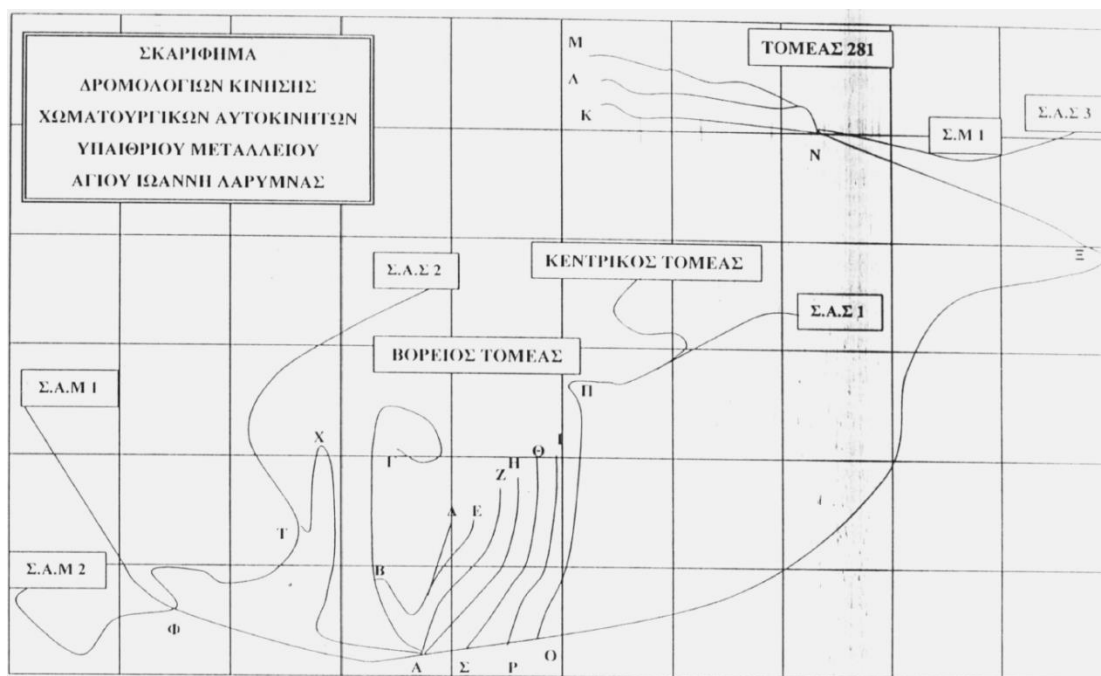 ΣΚΑΡΙΦΗΜΑ
ΔΡΟΜΟΛΟΓΙΩΝ ΚΙΝΗΣΗΣ
ΧΩΜΑΤΟΥΡΓΙΚΩΝ ΑΥΤΟΚΙΝΗΤΩΝ
ΥΠΑΙΘΡΙΟΥ ΜΕΤΑΛΛΕΙΟΥ
ΑΓΙΟΥ ΙΩΑΝΝΗ ΛΑΡΥΜΝΑΣ
Μ
ΤΟΜΕΑΣ 281
Λ
Κ
Σ.Μ 1
Σ.Α.Σ 3
Ν
Ξ
Σ.Α.Σ 2
ΚΕΝΤΡΙΚΟΣ ΤΟΜΕΑΣ
Σ.Α.Σ 1
ΒΟΡΕΙΟΣ ΤΟΜΕΑΣ
Σ.Α.Μ 1
Π
Χ
Γ
Ζ
Η
Θ
Ι
Τ
Δ
Ε
Σ.Α.Μ 2
Β
Φ
Α
Σ
Ρ
Ο